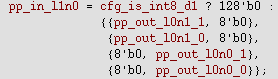 pp_in_l1n0 = cfg_is_int8_d1 ? 128'b0 :
{{pp_out_l0n1_1, 8'b0},
{pp_out_l0n1_0, 8'b0},
{8'b0, pp_out_l0n0_1},
{8'b0, pp_out_l0n0_0}};